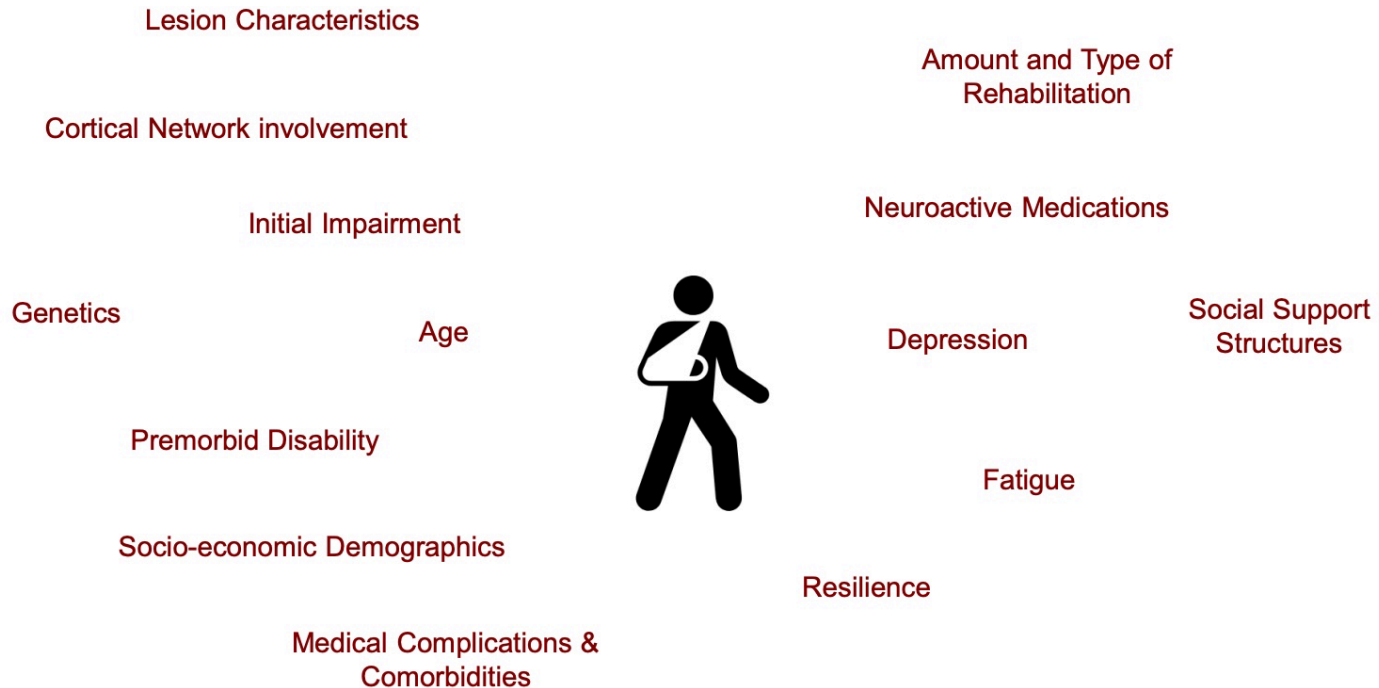 Lesion Characteristics
Amount and Type of
Rehabilitation
Cortical Network involvement
Neuroactive Medications
Initial Impairment
Genetics
Age
Depression
Social Support
Structures
Premorbid Disability
Fatigue
Socio-economic Demographics
Resilience
Medical Complications &
Comorbidities